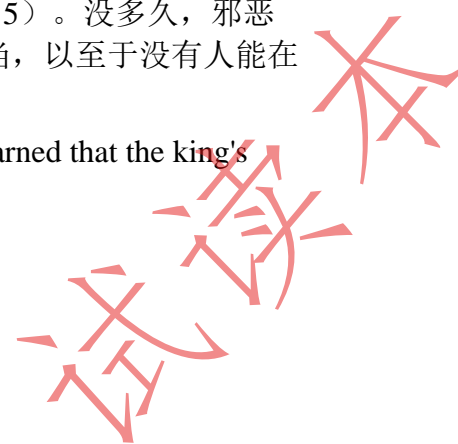 5）。没多久，邪恶
当，以至于没有人能在
arned that the king's
试读本